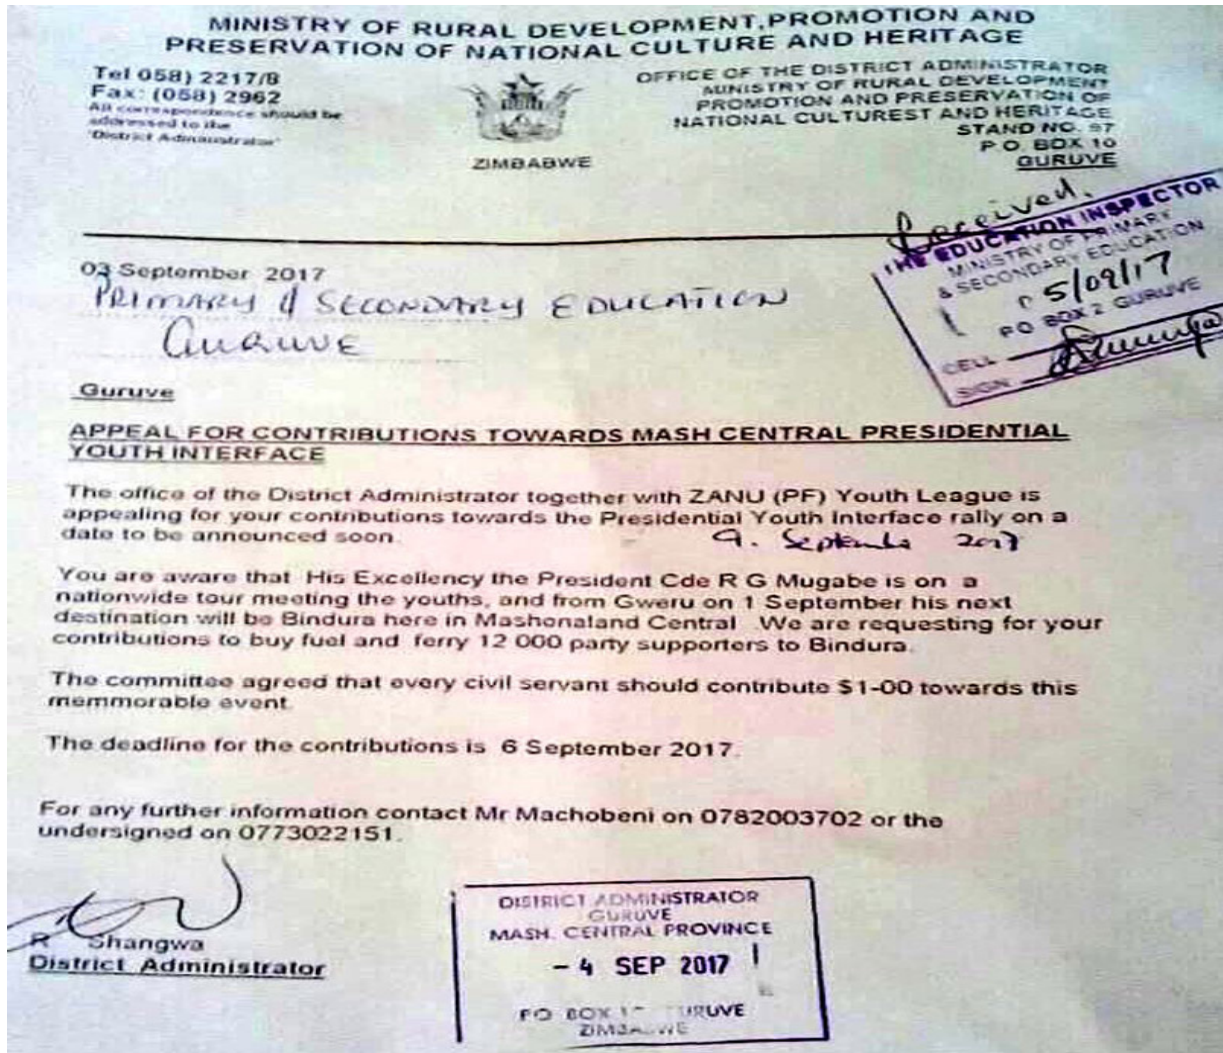 MINISTRY OF RURAL DEVELOPMENT,PROMOTION AND
PRESERVATION OF NATIONAL CULTURE AND HERITAGE
Tel 058) 2217/8
Fax: (058) 2962
All correspondence should be
addressed to the
'District Administrator'
ZIMBABWE
OFFICE OF THE DISTRICT ADMINISTRATOR
MINISTRY OF RURAL DEVELOPMENT
PROMOTION AND PRESERVATION OF
NATIONAL CULTUREST AND HERITAGE
STAND NO. 97
P O. BOX 10
GURUVE
Received.
THE EDUCATION INSPECTOR
MINISTRY OF PRIMARY
& SECONDARY EDUCATION
05/09/17
PO BOX 2 GURUVE
CELL
SIGN
03 September 2017
PRIMARY & SECONDARY EDUCATION
GURUVE
Guruve
APPEAL FOR CONTRIBUTIONS TOWARDS MASH CENTRAL PRESIDENTIAL
YOUTH INTERFACE
The office of the District Administrator together with ZANU (PF) Youth League is
appealing for your contributions towards the Presidential Youth Interface rally on a
date to be announced soon.
9. September 2017
You are aware that His Excellency the President Cde R G Mugabe is on a
nationwide tour meeting the youths, and from Gweru on 1 September his next
destination will be Bindura here in Mashonaland Central .We are requesting for your
contributions to buy fuel and ferry 12 000 party supporters to Bindura.
The committee agreed that every civil servant should contribute $1-00 towards this
memmorable event.
The deadline for the contributions is 6 September 2017.
For any further information contact Mr Machobeni on 0782003702 or the
undersigned on 0773022151.
R Shangwa
District Administrator
DISTRICT ADMINISTRATOR
GURUVE
MASH. CENTRAL PROVINCE
- 4 SEP 2017
PO BOX GURUVE
ZIMBABWE